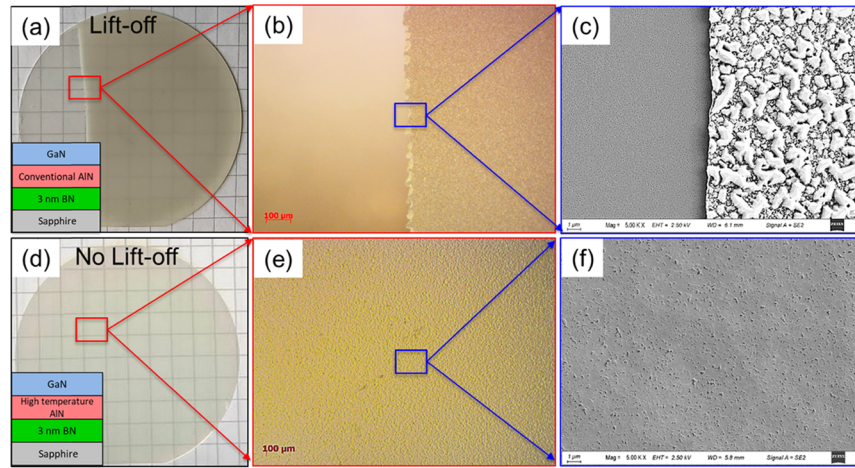 (a) Lift-off
GaN
Conventional AlN
3 nm BN
Sapphire
(b)
100 μm
(c)
1 μm Mag = 5.00 KX EHT = 2.50 kV WD = 6.1 mm Signal A = SE2
(d) No Lift-off
GaN
High temperature
AlN
3 nm BN
Sapphire
(e)
100 μm
(f)
1 μm Mag = 5.00 KX EHT = 2.50 kV WD = 5.8 mm Signal A = SE2